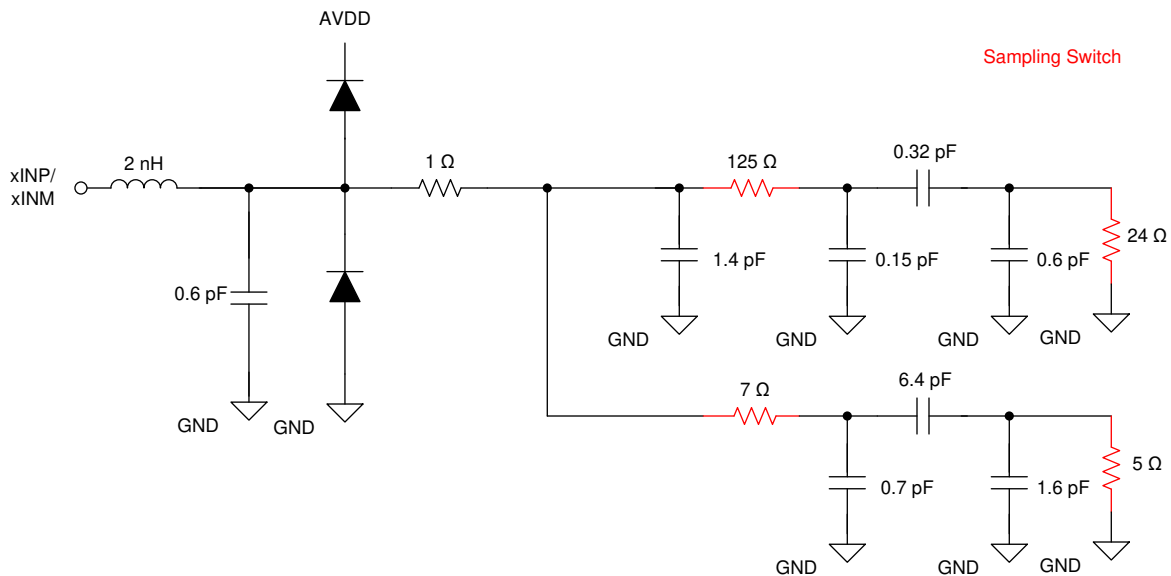 AVDD
Sampling Switch
xINP/
xINM
2 nH
1 Ω
125 Ω
0.32 pF
24 Ω
0.6 pF
1.4 pF
0.15 pF
0.6 pF
GND
GND
GND
GND
7 Ω
6.4 pF
GND
GND
5 Ω
0.7 pF
1.6 pF
GND
GND
GND